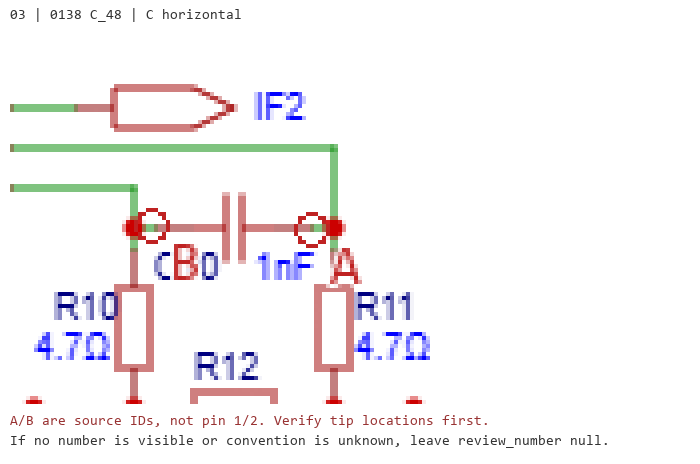 03 | 0138 C_48 | C horizontal
IF2
B
1nF
A
R10
R11
4.7Ω
4.7Ω
R12
A/B are source IDs, not pin 1/2. Verify tip locations first.
If no number is visible or convention is unknown, leave review_number null.